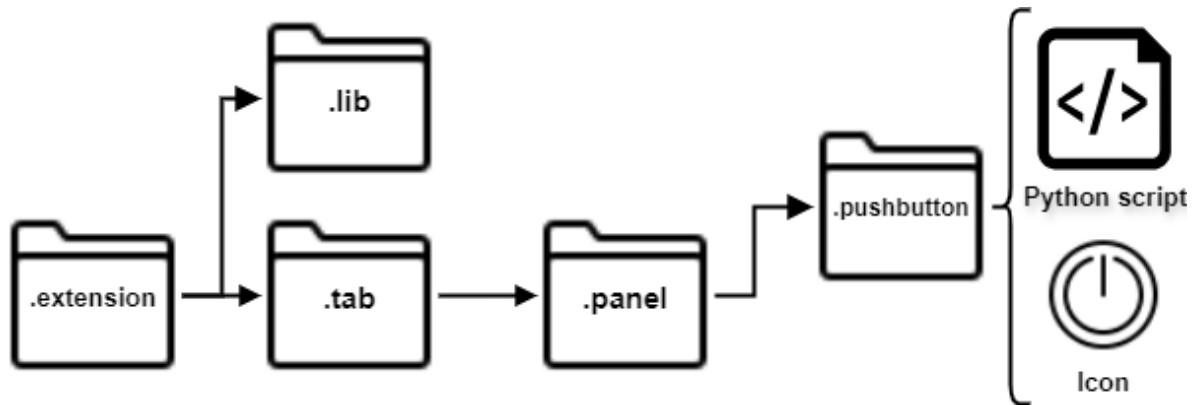 .lib
.extension
.tab
.panel
.pushbutton
</>
Python script
Icon